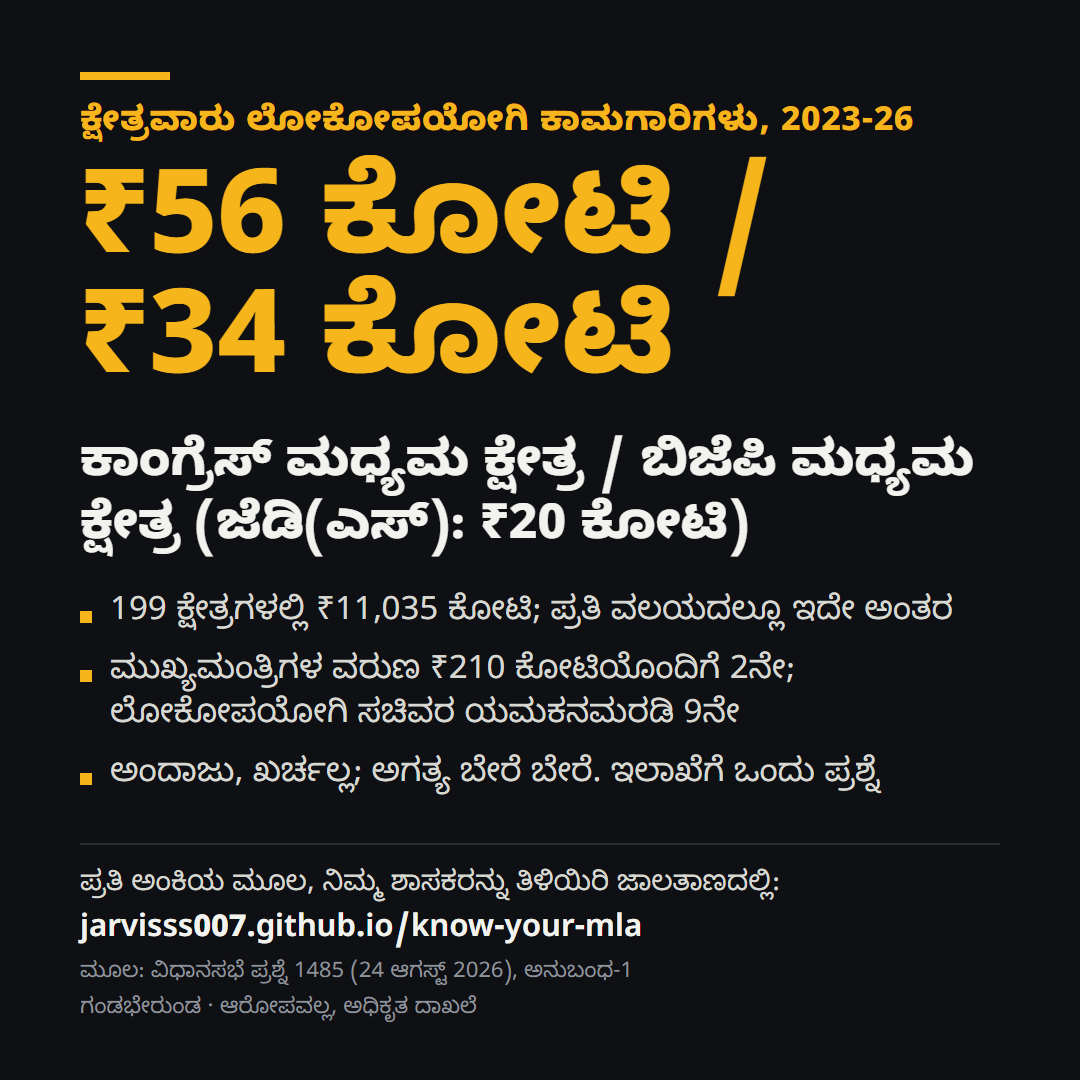 ಕ್ಷೇತ್ರವಾರು ಲೋಕೋಪಯೋಗಿ ಕಾಮಗಾರಿಗಳು, 2023-26
₹56 ಕೋಟಿ /
₹34 ಕೋಟಿ
ಕಾಂಗ್ರೆಸ್ ಮಧ್ಯಮ ಕ್ಷೇತ್ರ / ಬಿಜೆಪಿ ಮಧ್ಯಮ
ಕ್ಷೇತ್ರ (ಜೆಡಿ(ಎಸ್): ₹20 ಕೋಟಿ)
199 ಕ್ಷೇತ್ರಗಳಲ್ಲಿ ₹11,035 ಕೋಟಿ; ಪ್ರತಿ ವಲಯದಲ್ಲೂ ಇದೇ ಅಂತರ
ಮುಖ್ಯಮಂತ್ರಿಗಳ ವರುಣ ₹210 ಕೋಟಿಯೊಂದಿಗೆ 2ನೇ;
ಲೋಕೋಪಯೋಗಿ ಸಚಿವರ ಯಮಕನಮರಡಿ 9ನೇ
ಅಂದಾಜು, ಖರ್ಚಲ್ಲ; ಅಗತ್ಯ ಬೇರೆ ಬೇರೆ. ಇಲಾಖೆಗೆ ಒಂದು ಪ್ರಶ್ನೆ
ಪ್ರತಿ ಅಂಕಿಯ ಮೂಲ, ನಿಮ್ಮ ಶಾಸಕರನ್ನು ತಿಳಿಯಿರಿ ಜಾಲತಾಣದಲ್ಲಿ:
jarvisss007.github.io/know-your-mla
ಮೂಲ: ವಿಧಾನಸಭೆ ಪ್ರಶ್ನೆ 1485 (24 ಆಗಸ್ಟ್ 2026), ಅನುಬಂಧ-1
ಗಂಡಭೇರುಂಡ · ಆರೋಪವಲ್ಲ, ಅಧಿಕೃತ ದಾಖಲೆ